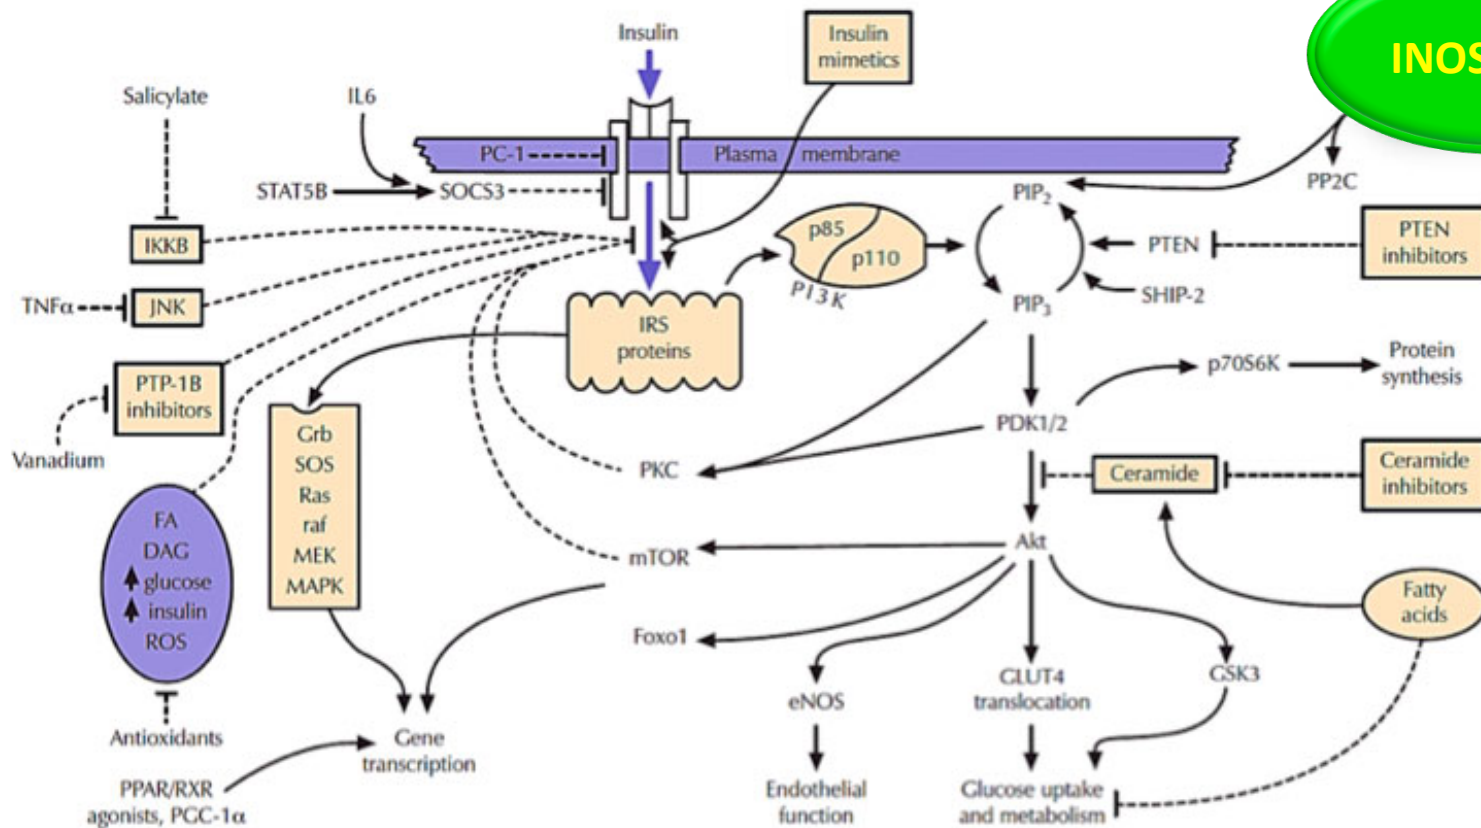 Insulin
Insulin
mimetics
INOS
Salicylate
IL6
PC-1
Plasma membrane
STAT5B
SOCS3
PIP2
PP2C
IKKB
p85
p110
P13K
PTEN
PTEN
inhibitors
TNFα
JNK
SHIP-2
PIP3
IRS
proteins
p70S6K
Protein
synthesis
PTP-1B
inhibitors
Vanadium
Grb
SOS
Ras
raf
MEK
MAPK
PDK1/2
PKC
Ceramide
Ceramide
inhibitors
FA
DAG
glucose
insulin
ROS
mTOR
Akt
Fatty
acids
Foxo1
eNOS
GLUT4
translocation
GSK3
Antioxidants
Gene
transcription
PPAR/RXR
agonists, PGC-1α
Endothelial
function
Glucose uptake
and metabolism